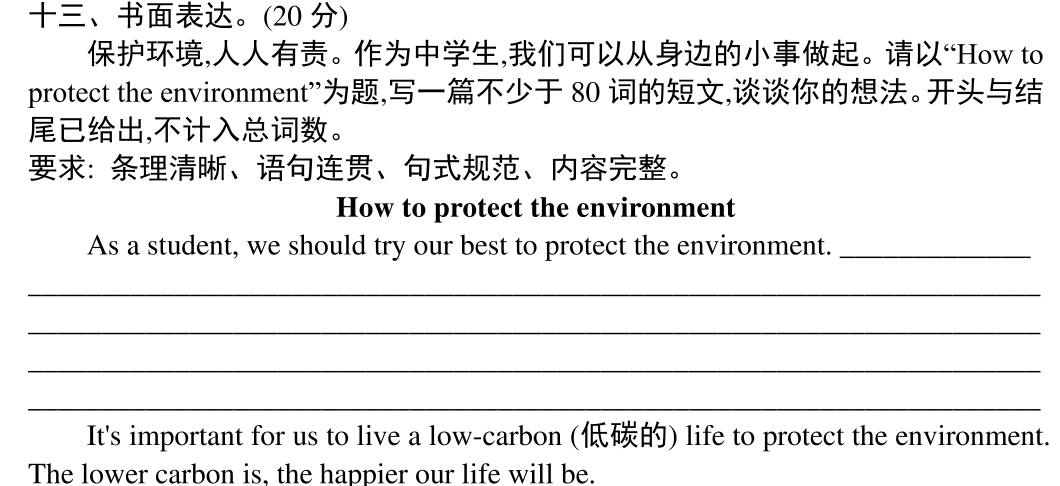 十三、书面表达。(20 分)
保护环境,人人有责。作为中学生,我们可以从身边的小事做起。请以“How to
protect the environment”为题,写一篇不少于 80 词的短文,谈谈你的想法。开头与结
尾已给出,不计入总词数。
要求: 条理清晰、语句连贯、句式规范、内容完整。
How to protect the environment
As a student, we should try our best to protect the environment. _____________
It's important for us to live a low-carbon (低碳的) life to protect the environment.
The lower carbon is, the happier our life will be.